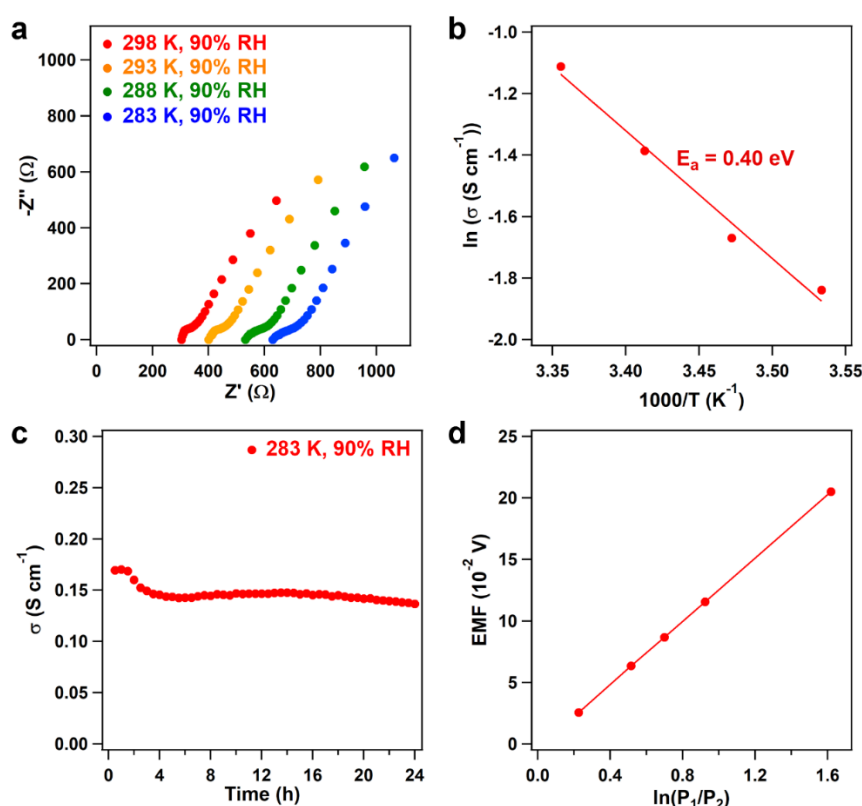 a
298 K, 90% RH
293 K, 90% RH
288 K, 90% RH
283 K, 90% RH
1000
800
600
400
200
0
-Z'' (Ω)
0 200 400 600 800 1000
Z' (Ω)
b
-1.0
-1.2
-1.4
-1.6
-1.8
-2.0
ln (σ (S cm⁻¹))
Eₐ = 0.40 eV
3.35 3.40 3.45 3.50 3.55
1000/T (K⁻¹)
c
283 K, 90% RH
0.30
0.25
0.20
0.15
0.10
0.05
0.00
σ (S cm⁻¹)
0 4 8 12 16 20 24
Time (h)
d
25
20
15
10
5
0
EMF (10⁻² V)
0.0 0.4 0.8 1.2 1.6
ln(P₁/P₂)